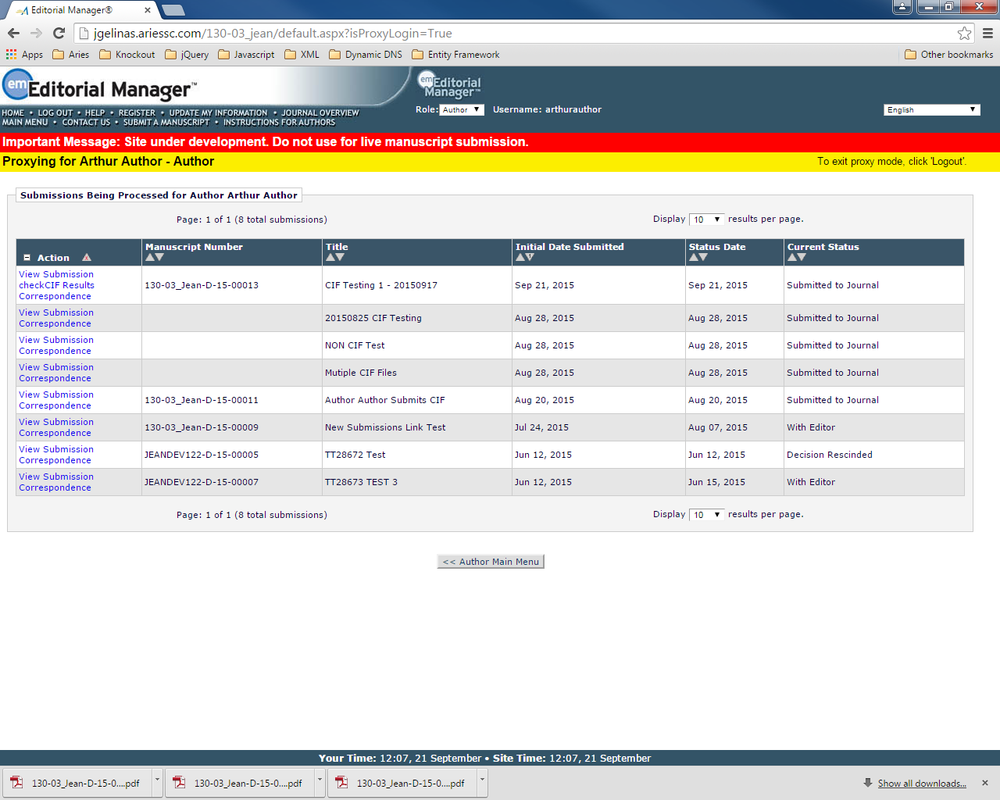 Editorial Manager®
jgelinas.ariessc.com/130-03_jean/default.aspx?isProxyLogin=True
Apps Aries Knockout jQuery Javascript XML Dynamic DNS Entity Framework Other bookmarks
em Editorial Manager™
em Editorial Manager™
HOME • LOG OUT • HELP • REGISTER • UPDATE MY INFORMATION • JOURNAL OVERVIEW
MAIN MENU • CONTACT US • SUBMIT A MANUSCRIPT • INSTRUCTIONS FOR AUTHORS
Role: Author Username: arthurauthor English
Important Message: Site under development. Do not use for live manuscript submission.
Proxying for Arthur Author - Author To exit proxy mode, click 'Logout'.
Submissions Being Processed for Author Arthur Author
Page: 1 of 1 (8 total submissions) Display 10 results per page.
Action Manuscript Number Title Initial Date Submitted Status Date Current Status
View Submission
checkCIF Results 130-03_Jean-D-15-00013 CIF Testing 1 - 20150917 Sep 21, 2015 Sep 21, 2015 Submitted to Journal
Correspondence
View Submission
Correspondence 20150825 CIF Testing Aug 28, 2015 Aug 28, 2015 Submitted to Journal
View Submission
Correspondence NON CIF Test Aug 28, 2015 Aug 28, 2015 Submitted to Journal
View Submission
Correspondence Mutiple CIF Files Aug 28, 2015 Aug 28, 2015 Submitted to Journal
View Submission
Correspondence 130-03_Jean-D-15-00011 Author Author Submits CIF Aug 20, 2015 Aug 20, 2015 Submitted to Journal
View Submission
Correspondence 130-03_Jean-D-15-00009 New Submissions Link Test Jul 24, 2015 Aug 07, 2015 With Editor
View Submission
Correspondence JEANDEV122-D-15-00005 TT28672 Test Jun 12, 2015 Jun 12, 2015 Decision Rescinded
View Submission
Correspondence JEANDEV122-D-15-00007 TT28673 TEST 3 Jun 12, 2015 Jun 15, 2015 With Editor
Page: 1 of 1 (8 total submissions) Display 10 results per page.
<< Author Main Menu
Your Time: 12:07, 21 September • Site Time: 12:07, 21 September
130-03_Jean-D-15-0....pdf 130-03_Jean-D-15-0....pdf 130-03_Jean-D-15-0....pdf Show all downloads...